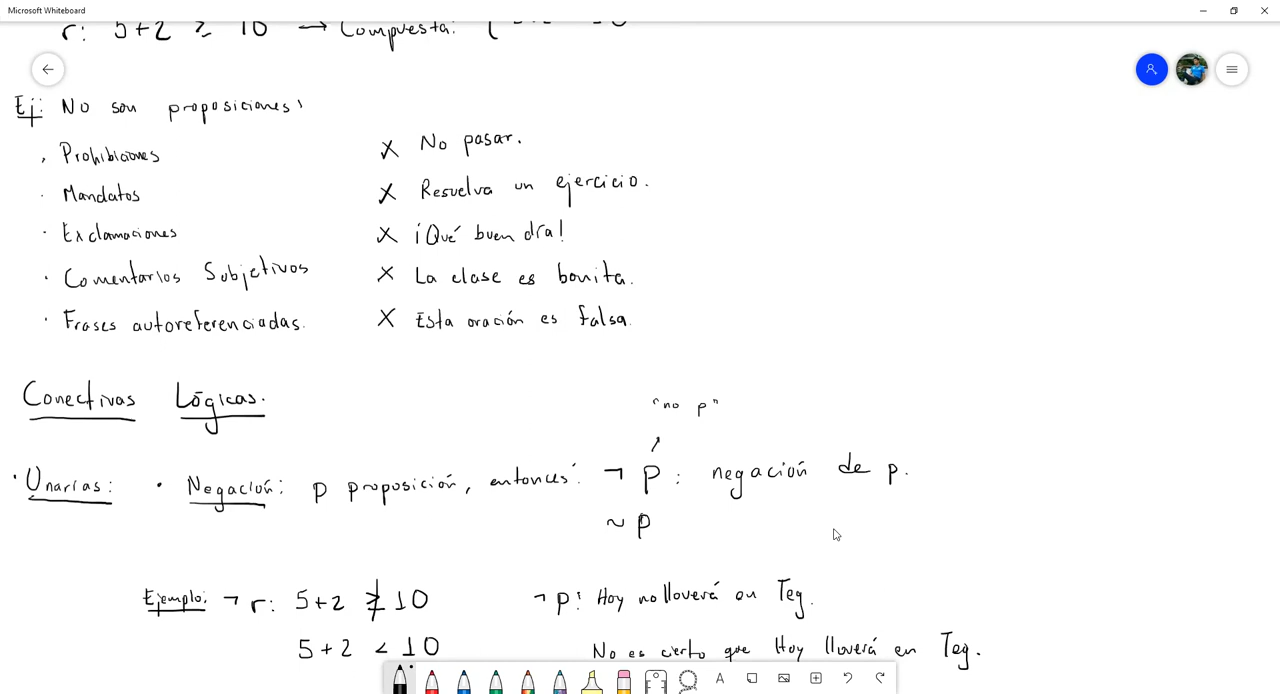 Microsoft Whiteboard
r: 5+2 ≥ 10 → Compuesta:
Ej: No son proposiciones:
· Prohibiciones X No pasar.
· Mandatos X Resuelva un ejercicio.
· Exclamaciones X ¡Qué buen día!
· Comentarios Subjetivos X La clase es bonita.
· Frases autoreferenciadas. X Esta oración es falsa.
Conectivas Lógicas.
"no p"
· Unarias: · Negación: p proposición, entonces: ¬ p : negación de p.
~ p
Ejemplo: ¬ r: 5+2 ≱ 10 ¬ p: Hoy no lloverá en Teg.
5+2 < 10 No es cierto que Hoy lloverá en Teg.